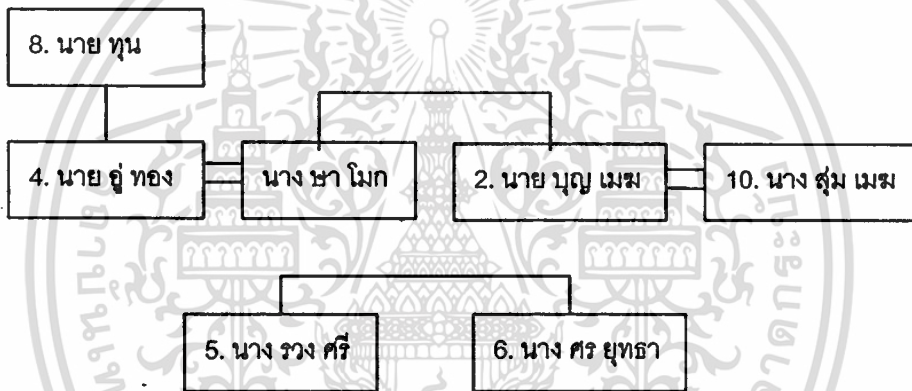 8. นาย ทุน
4. นาย อู่ ทอง
นาง ษา โมก
2. นาย บุญ เมฆ
10. นาง สุ่ม เมฆ
5. นาง รวง ศรี
6. นาง ศร ยุทธา